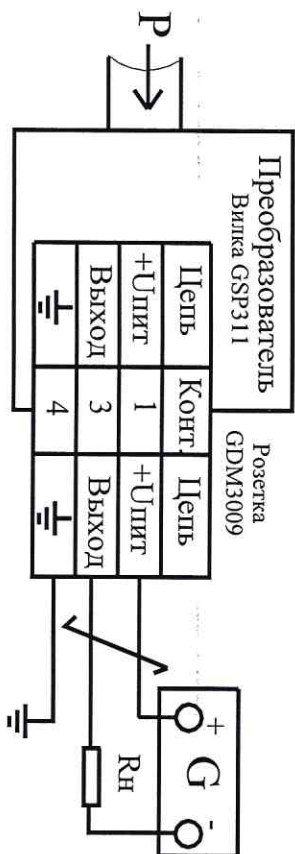 P
Преобразователь
Вилка GSP311
Розетка
GDM3009
Цепь Конт. Цепь
+Uпит 1 +Uпит
Выход 3 Выход
4
+ G -
Rн